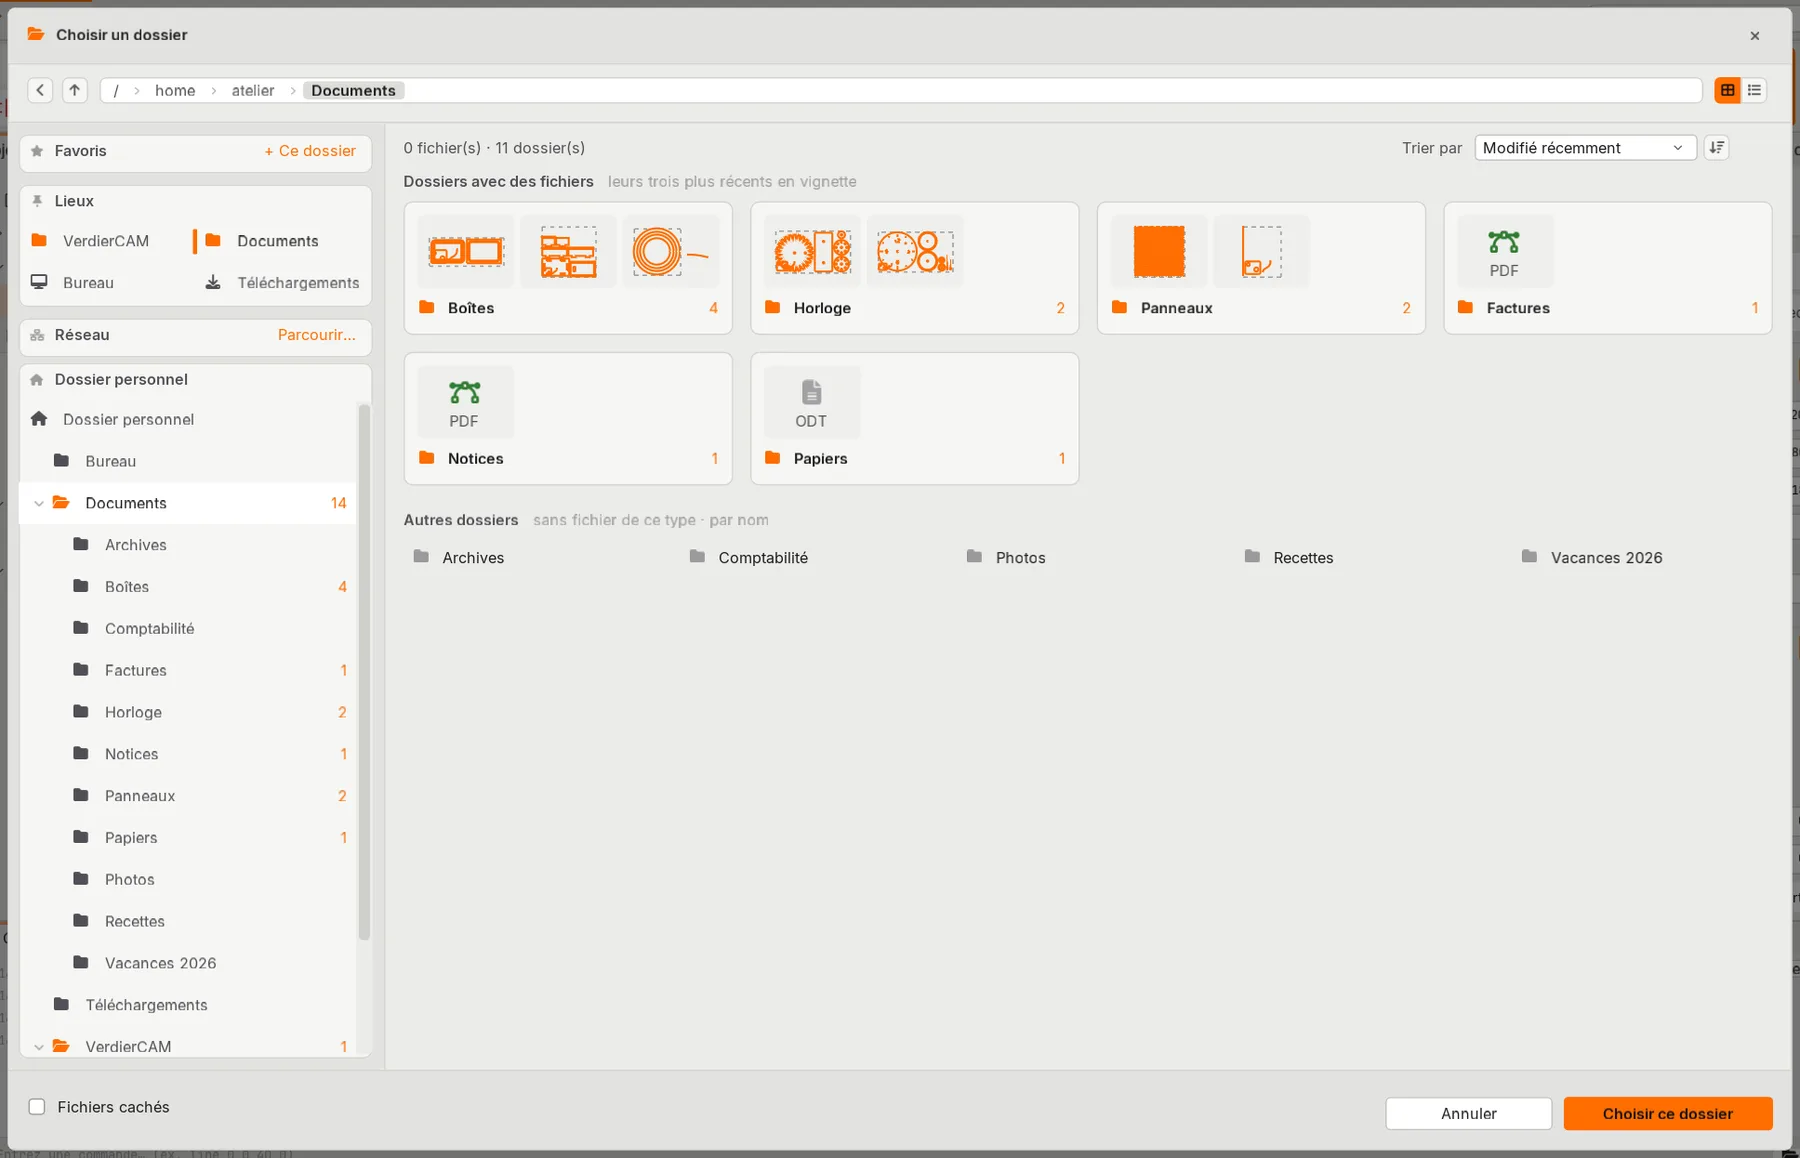 Choisir un dossier
/ home atelier Documents
Favoris + Ce dossier
Lieux
VerdierCAM Documents
Bureau Téléchargements
Réseau Parcourir...
Dossier personnel
Dossier personnel
Bureau
Documents 14
Archives
Boîtes 4
Comptabilité
Factures 1
Horloge 2
Notices 1
Panneaux 2
Papiers 1
Photos
Recettes
Vacances 2026
Téléchargements
VerdierCAM 1
0 fichier(s) · 11 dossier(s) Trier par Modifié récemment
Dossiers avec des fichiers leurs trois plus récents en vignette
PDF
Boîtes 4 Horloge 2 Panneaux 2 Factures 1
PDF ODT
Notices 1 Papiers 1
Autres dossiers sans fichier de ce type · par nom
Archives Comptabilité Photos Recettes Vacances 2026
Fichiers cachés Annuler Choisir ce dossier